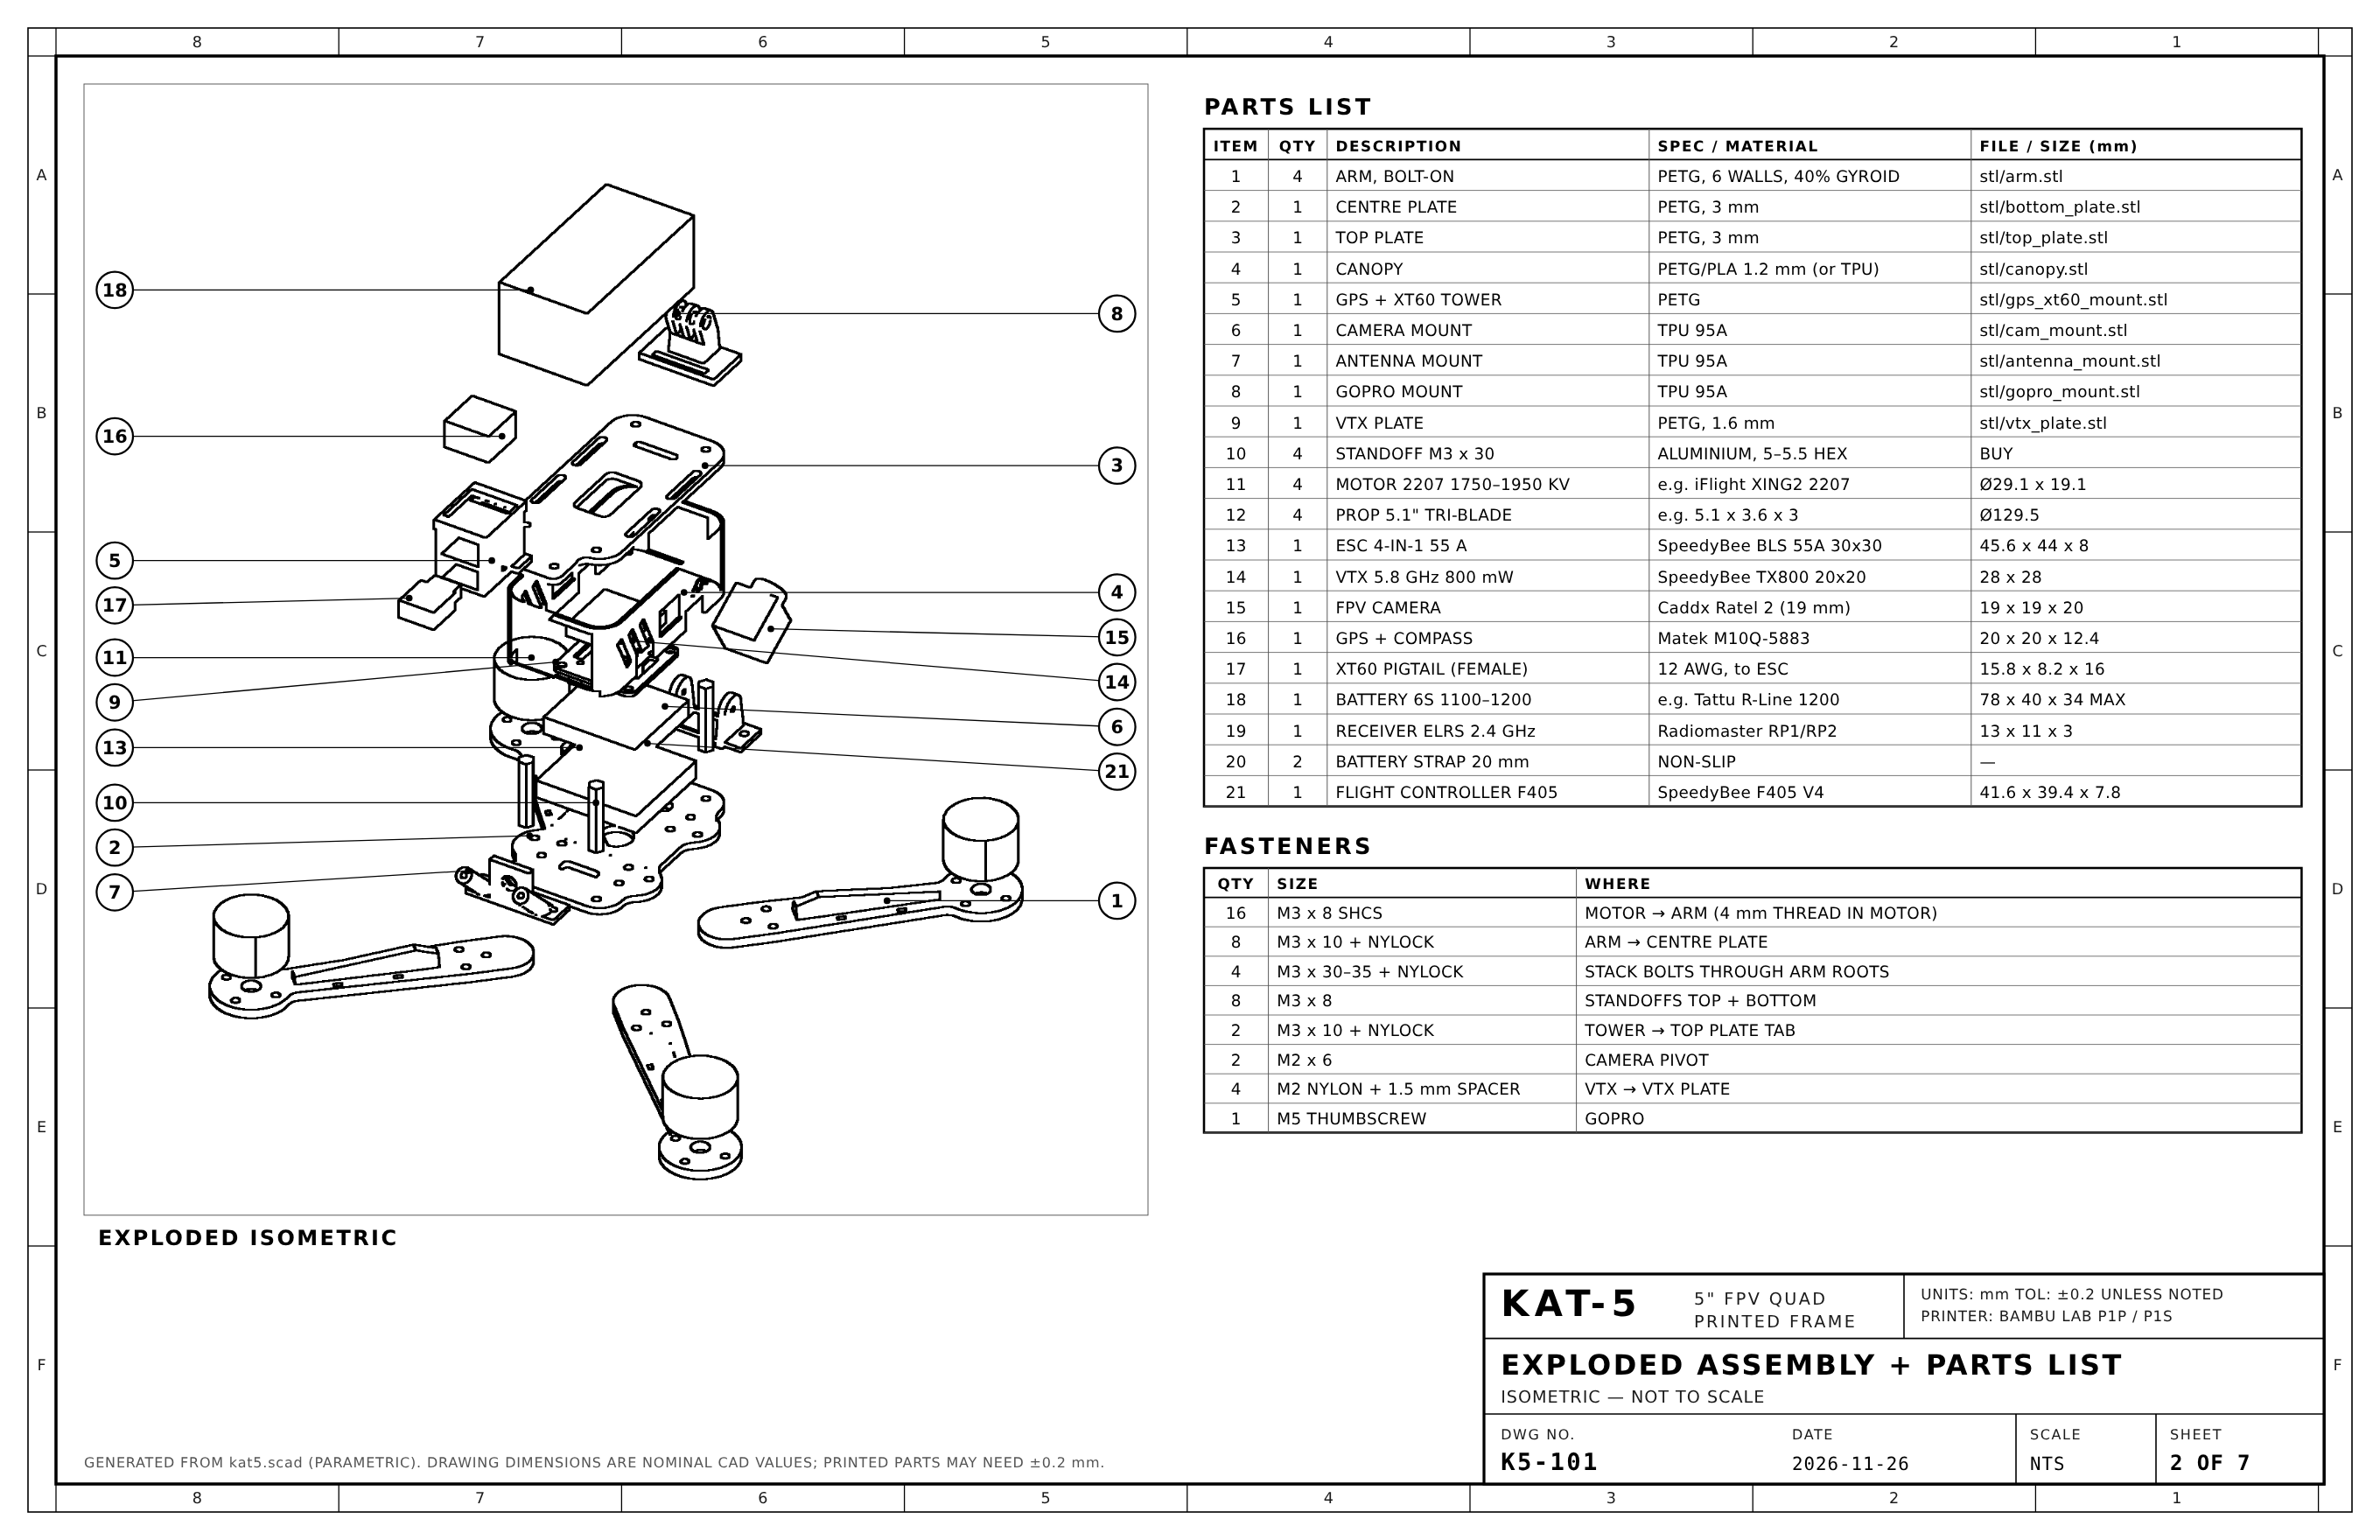 8 7 6 5 4 3 2 1
A A
B B
C C
D D
E E
F F
18
8
16
3
5
17
4
11
15
9
14
13
6
10
21
2
7
1
EXPLODED ISOMETRIC
PARTS LIST
ITEM QTY DESCRIPTION SPEC / MATERIAL FILE / SIZE (mm)
1 4 ARM, BOLT-ON PETG, 6 WALLS, 40% GYROID stl/arm.stl
2 1 CENTRE PLATE PETG, 3 mm stl/bottom_plate.stl
3 1 TOP PLATE PETG, 3 mm stl/top_plate.stl
4 1 CANOPY PETG/PLA 1.2 mm (or TPU) stl/canopy.stl
5 1 GPS + XT60 TOWER PETG stl/gps_xt60_mount.stl
6 1 CAMERA MOUNT TPU 95A stl/cam_mount.stl
7 1 ANTENNA MOUNT TPU 95A stl/antenna_mount.stl
8 1 GOPRO MOUNT TPU 95A stl/gopro_mount.stl
9 1 VTX PLATE PETG, 1.6 mm stl/vtx_plate.stl
10 4 STANDOFF M3 x 30 ALUMINIUM, 5–5.5 HEX BUY
11 4 MOTOR 2207 1750–1950 KV e.g. iFlight XING2 2207 Ø29.1 x 19.1
12 4 PROP 5.1" TRI-BLADE e.g. 5.1 x 3.6 x 3 Ø129.5
13 1 ESC 4-IN-1 55 A SpeedyBee BLS 55A 30x30 45.6 x 44 x 8
14 1 VTX 5.8 GHz 800 mW SpeedyBee TX800 20x20 28 x 28
15 1 FPV CAMERA Caddx Ratel 2 (19 mm) 19 x 19 x 20
16 1 GPS + COMPASS Matek M10Q-5883 20 x 20 x 12.4
17 1 XT60 PIGTAIL (FEMALE) 12 AWG, to ESC 15.8 x 8.2 x 16
18 1 BATTERY 6S 1100–1200 e.g. Tattu R-Line 1200 78 x 40 x 34 MAX
19 1 RECEIVER ELRS 2.4 GHz Radiomaster RP1/RP2 13 x 11 x 3
20 2 BATTERY STRAP 20 mm NON-SLIP —
21 1 FLIGHT CONTROLLER F405 SpeedyBee F405 V4 41.6 x 39.4 x 7.8
FASTENERS
QTY SIZE WHERE
16 M3 x 8 SHCS MOTOR → ARM (4 mm THREAD IN MOTOR)
8 M3 x 10 + NYLOCK ARM → CENTRE PLATE
4 M3 x 30–35 + NYLOCK STACK BOLTS THROUGH ARM ROOTS
8 M3 x 8 STANDOFFS TOP + BOTTOM
2 M3 x 10 + NYLOCK TOWER → TOP PLATE TAB
2 M2 x 6 CAMERA PIVOT
4 M2 NYLON + 1.5 mm SPACER VTX → VTX PLATE
1 M5 THUMBSCREW GOPRO
KAT-5
5" FPV QUAD
PRINTED FRAME
UNITS: mm TOL: ±0.2 UNLESS NOTED
PRINTER: BAMBU LAB P1P / P1S
EXPLODED ASSEMBLY + PARTS LIST
ISOMETRIC — NOT TO SCALE
DWG NO. DATE SCALE SHEET
K5-101 2026-11-26 NTS 2 OF 7
GENERATED FROM kat5.scad (PARAMETRIC). DRAWING DIMENSIONS ARE NOMINAL CAD VALUES; PRINTED PARTS MAY NEED ±0.2 mm.
8 7 6 5 4 3 2 1